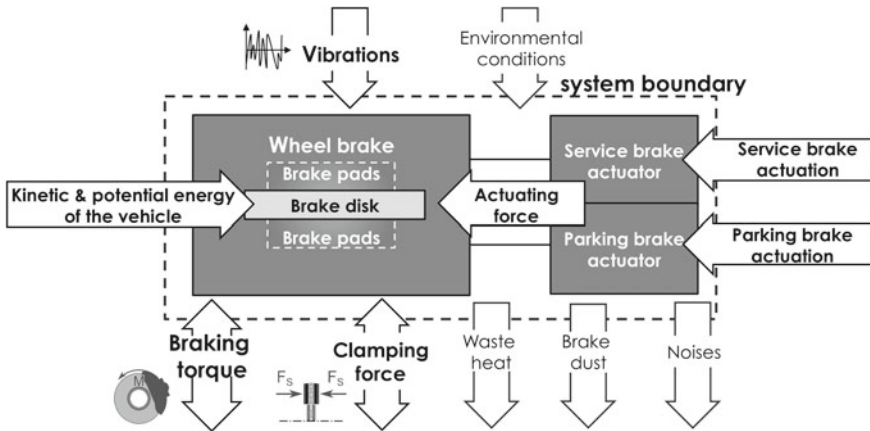 Vibrations
Environmental
conditions
system boundary
Wheel brake
Brake pads
Brake disk
Brake pads
Kinetic & potential energy
of the vehicle
Actuating
force
Service brake
actuator
Parking brake
actuator
Service brake
actuation
Parking brake
actuation
Braking
torque
M
Clamping
force
Fs Fs
Waste
heat
Brake
dust
Noises